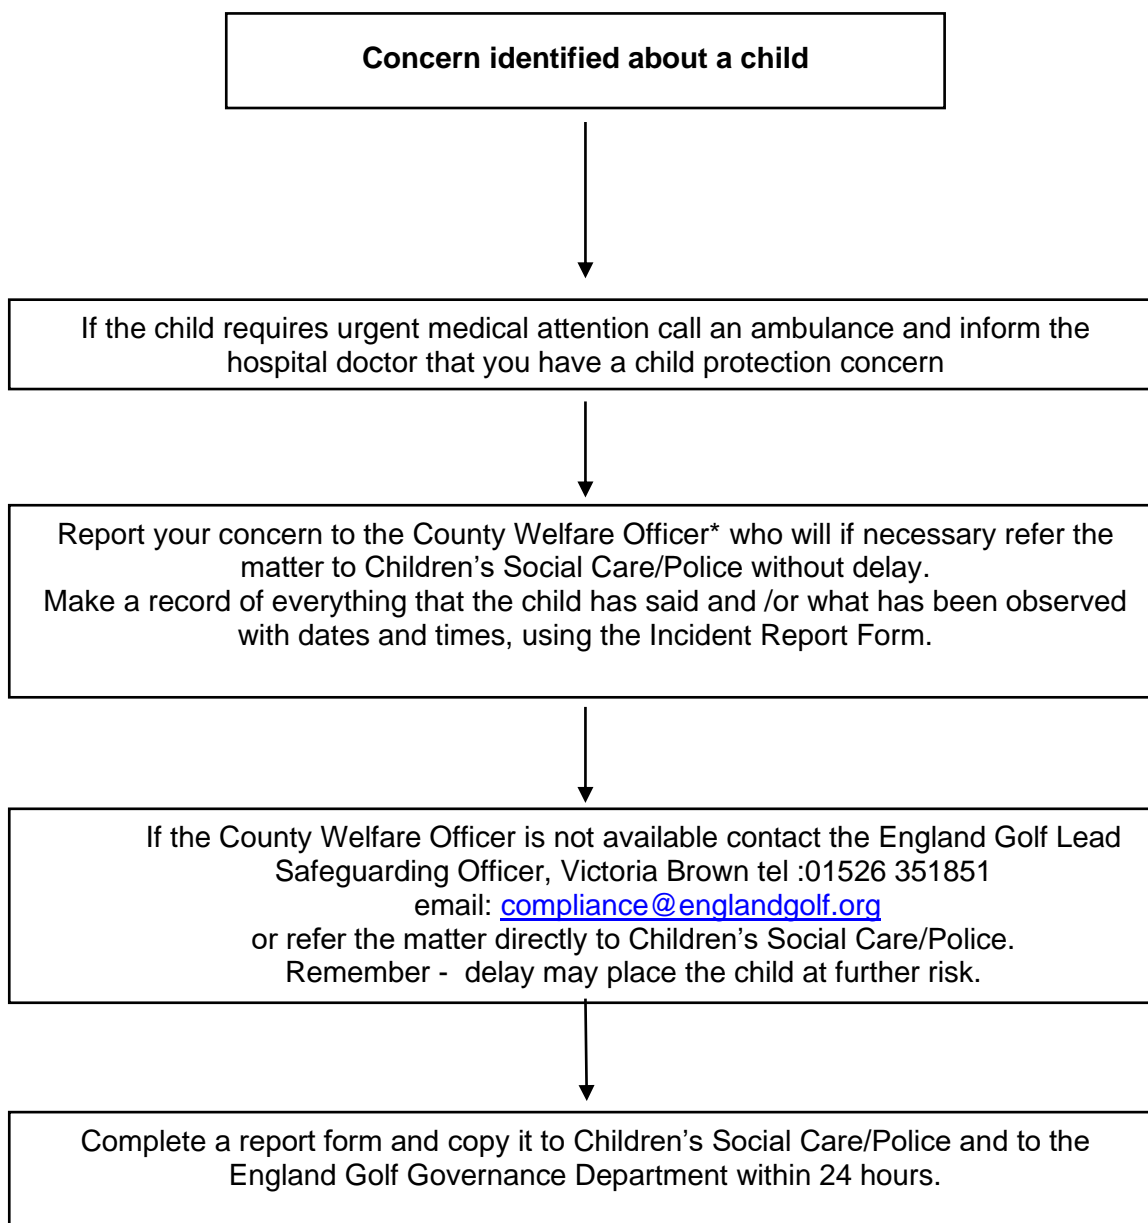 Concern identified about a child
If the child requires urgent medical attention call an ambulance and inform the
hospital doctor that you have a child protection concern
Report your concern to the County Welfare Officer* who will if necessary refer the
matter to Children’s Social Care/Police without delay.
Make a record of everything that the child has said and /or what has been observed
with dates and times, using the Incident Report Form.
If the County Welfare Officer is not available contact the England Golf Lead
Safeguarding Officer, Victoria Brown tel :01526 351851
email: compliance@englandgolf.org
or refer the matter directly to Children’s Social Care/Police.
Remember -  delay may place the child at further risk.
Complete a report form and copy it to Children’s Social Care/Police and to the
England Golf Governance Department within 24 hours.